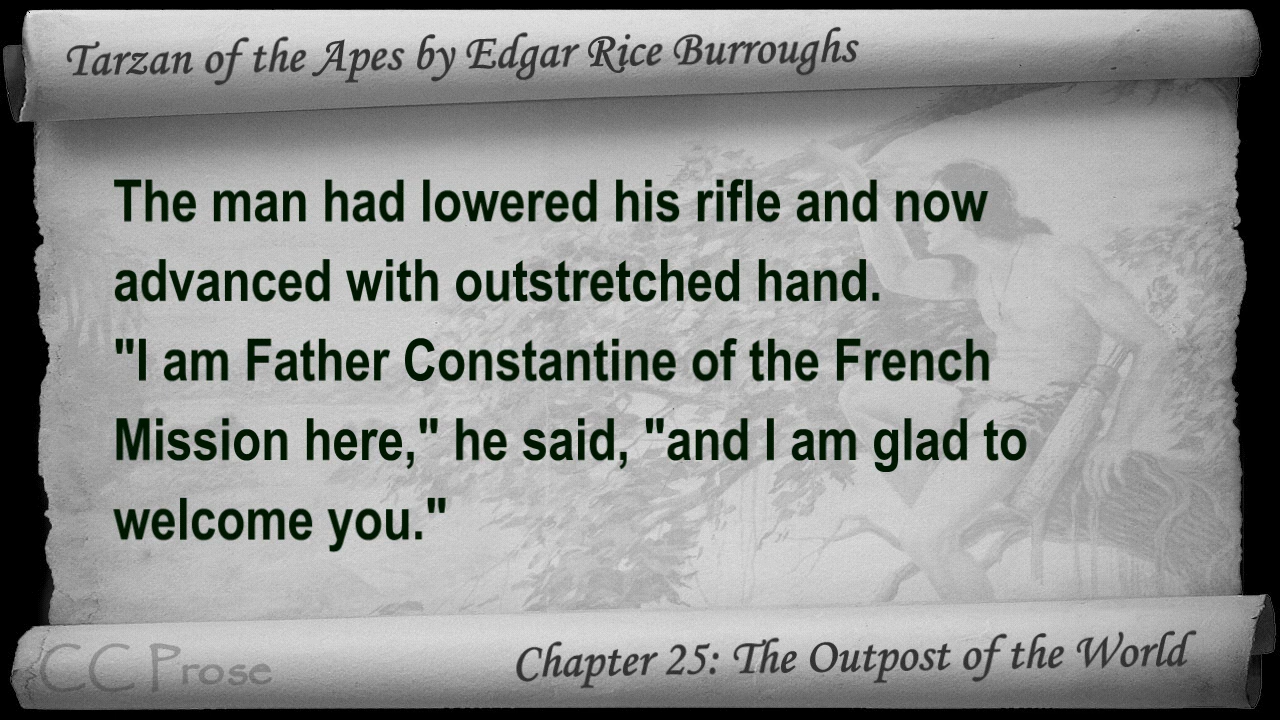 Tarzan of the Apes by Edgar Rice Burroughs
The man had lowered his rifle and now
advanced with outstretched hand.
"I am Father Constantine of the French
Mission here," he said, "and I am glad to
welcome you."
CC Prose
Chapter 25: The Outpost of the World